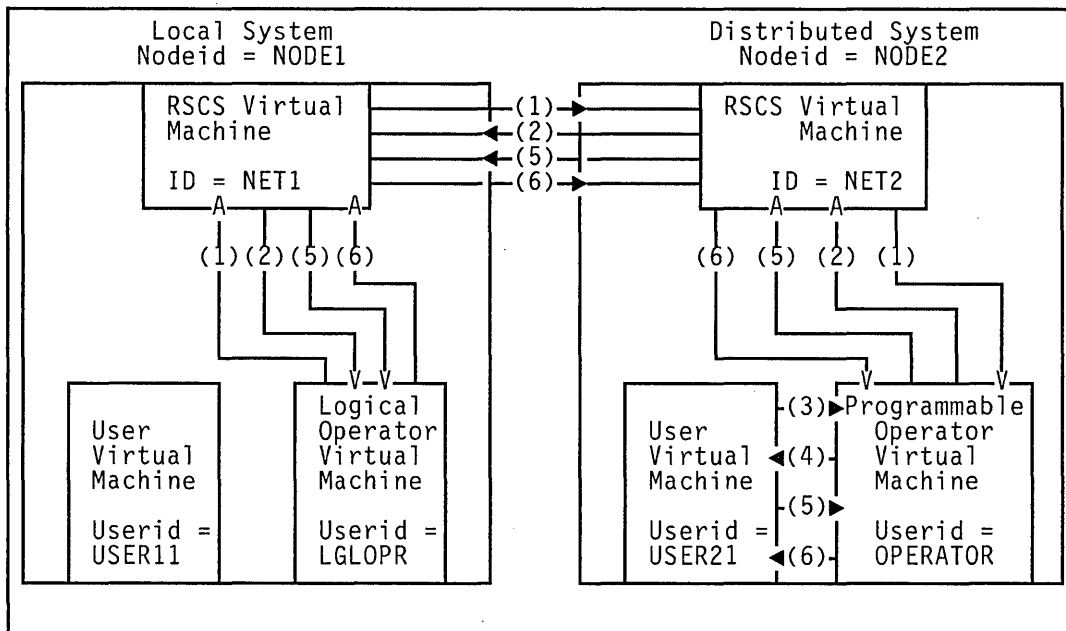 Local System
Nodeid = NODE1
Distributed System
Nodeid = NODE2
RSCS Virtual
Machine
ID = NET1
A
A
(1)
(2)
(5)
(6)
RSCS Virtual
Machine
ID = NET2
A
A
(1)
(2)
(5)
(6)
(6)
(5)
(2)
(1)
V
V
V
V
User
Virtual
Machine
Userid =
USER11
Logical
Operator
Virtual
Machine
Userid =
LGLOPR
User
Virtual
Machine
Userid =
USER21
(3)
(4)
(5)
(6)
Programmable
Operator
Virtual
Machine
Userid =
OPERATOR